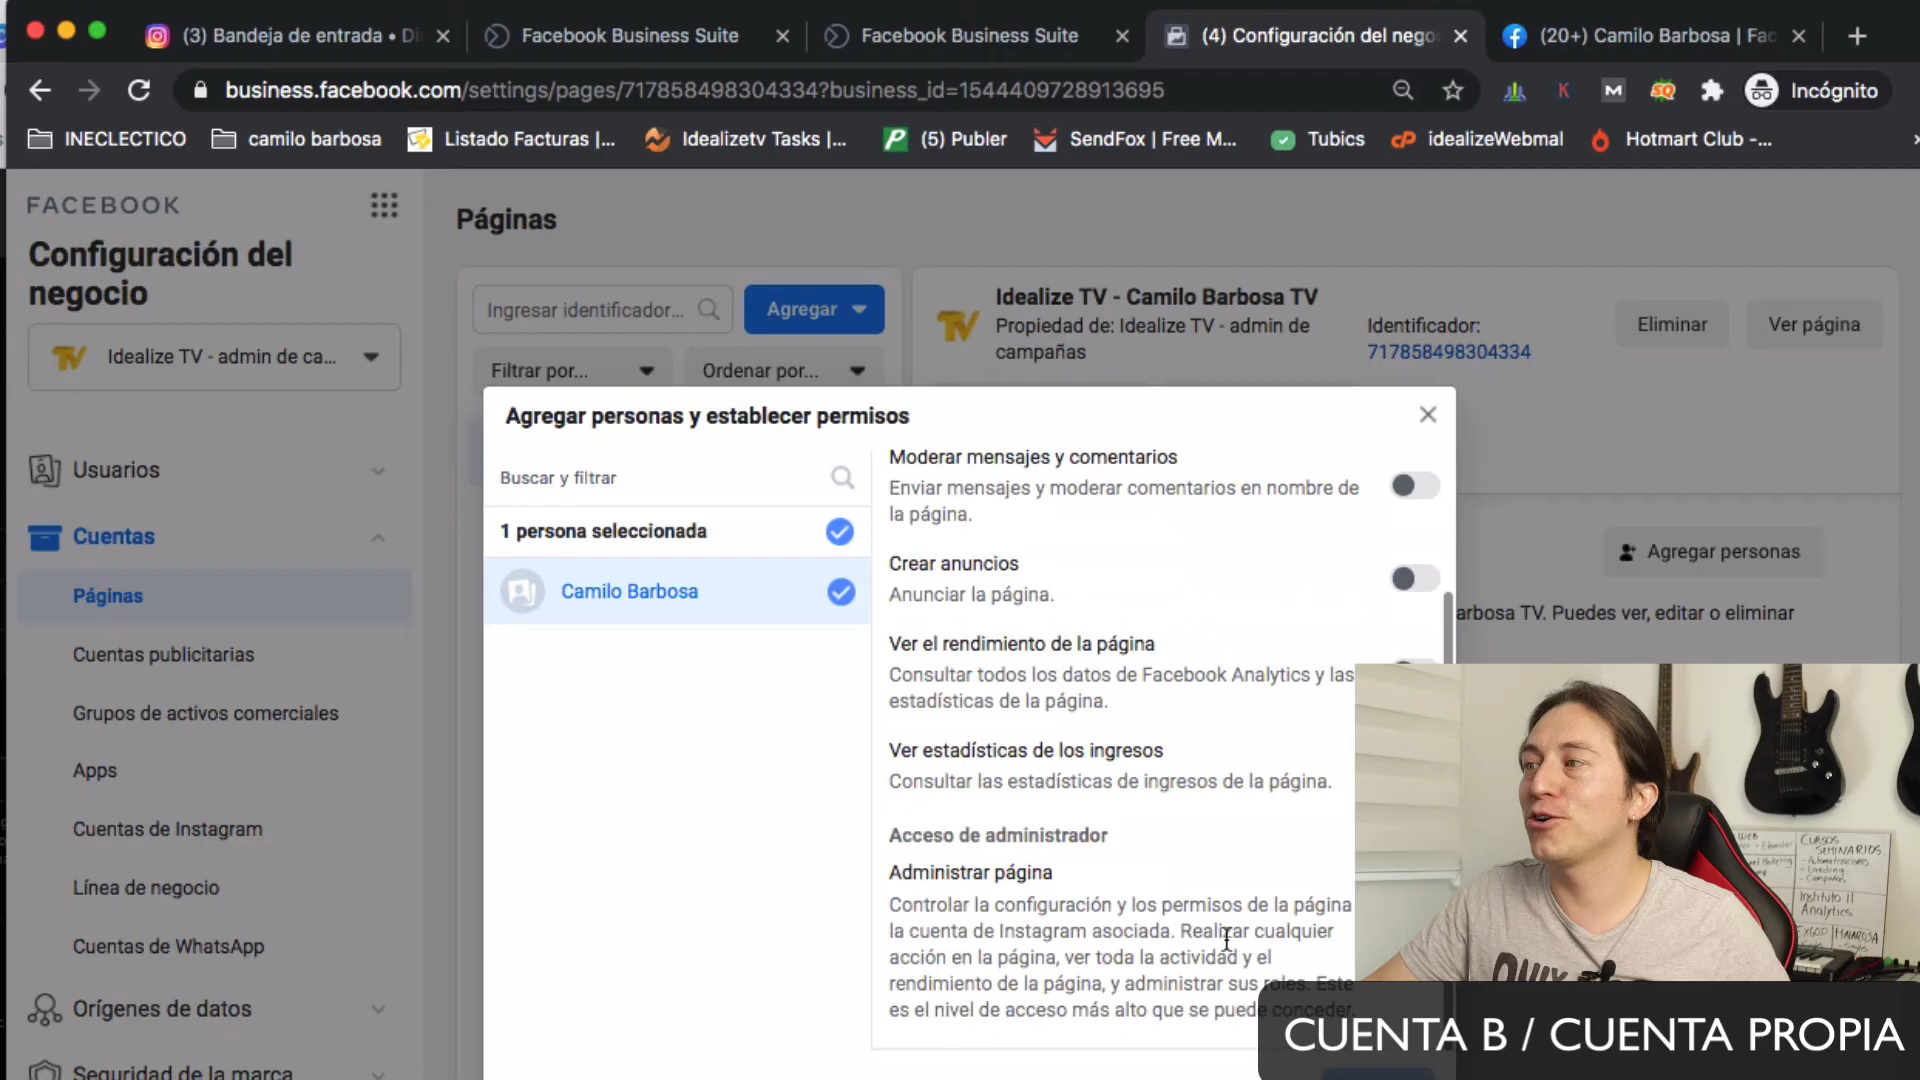 (3) Bandeja de entrada • Di
Facebook Business Suite
Facebook Business Suite
(4) Configuración del nego
(20+) Camilo Barbosa | Fac
business.facebook.com/settings/pages/717858498304334?business_id=1544409728913695
Incógnito
INECLECTICO
camilo barbosa
Listado Facturas |...
Idealizetv Tasks |...
(5) Publer
SendFox | Free M...
Tubics
idealizeWebmal
Hotmart Club -...
FACEBOOK
Configuración del
negocio
Idealize TV - admin de ca...
Usuarios
Cuentas
Páginas
Cuentas publicitarias
Grupos de activos comerciales
Apps
Cuentas de Instagram
Línea de negocio
Cuentas de WhatsApp
Orígenes de datos
Seguridad de la marca
Páginas
Ingresar identificador...
Agregar
Filtrar por...
Ordenar por...
Idealize TV - Camilo Barbosa TV
Propiedad de: Idealize TV - admin de
campañas
Identificador:
717858498304334
Eliminar
Ver página
Agregar personas
arbosa TV. Puedes ver, editar o eliminar
Agregar personas y establecer permisos
Buscar y filtrar
1 persona seleccionada
Camilo Barbosa
Moderar mensajes y comentarios
Enviar mensajes y moderar comentarios en nombre de
la página.
Crear anuncios
Anunciar la página.
Ver el rendimiento de la página
Consultar todos los datos de Facebook Analytics y las
estadísticas de la página.
Ver estadísticas de los ingresos
Consultar las estadísticas de ingresos de la página.
Acceso de administrador
Administrar página
Controlar la configuración y los permisos de la página
la cuenta de Instagram asociada. Realizar cualquier
acción en la página, ver toda la actividad y el
rendimiento de la página, y administrar sus roles. Este
es el nivel de acceso más alto que se puede conceder.
CURSOS
SEMINARIOS
- Automatizaciones
- Landing
- Campañas
Instituto II
Analytics
CUENTA B / CUENTA PROPIA